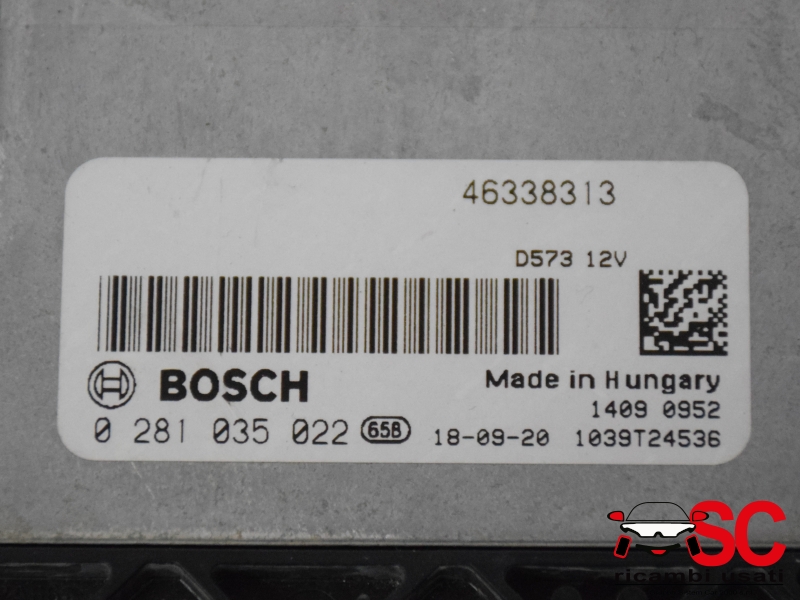 46338313
D573 12V
BOSCH
Made in Hungary
1409 0952
0 281 035 022 65B 18-09-20 1039T24536
SC
ricambi usati